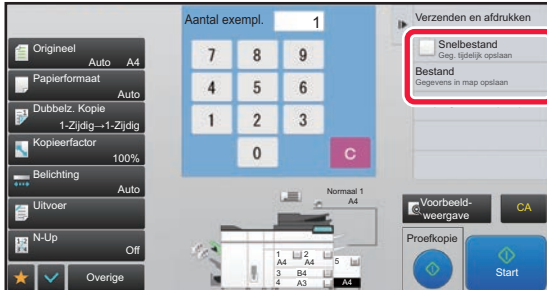 Aantal exempl. 1
Verzenden en afdrukken
Snelbestand
Geg. tijdelijk opslaan
Bestand
Gegevens in map opslaan
Origineel
Auto A4
Papierformaat
Auto
Dubbelz. Kopie
1-Zijdig→1-Zijdig
Kopieerfactor
100%
Belichting
Auto
Uitvoer
N-Up
Off
Overige
7 8 9
4 5 6
1 2 3
0 C
Normaal 1
A4
1 2 5
A4 A4
3 B4
4 A3 A4
Voorbeeld-
weergave
CA
Proefkopie
Start